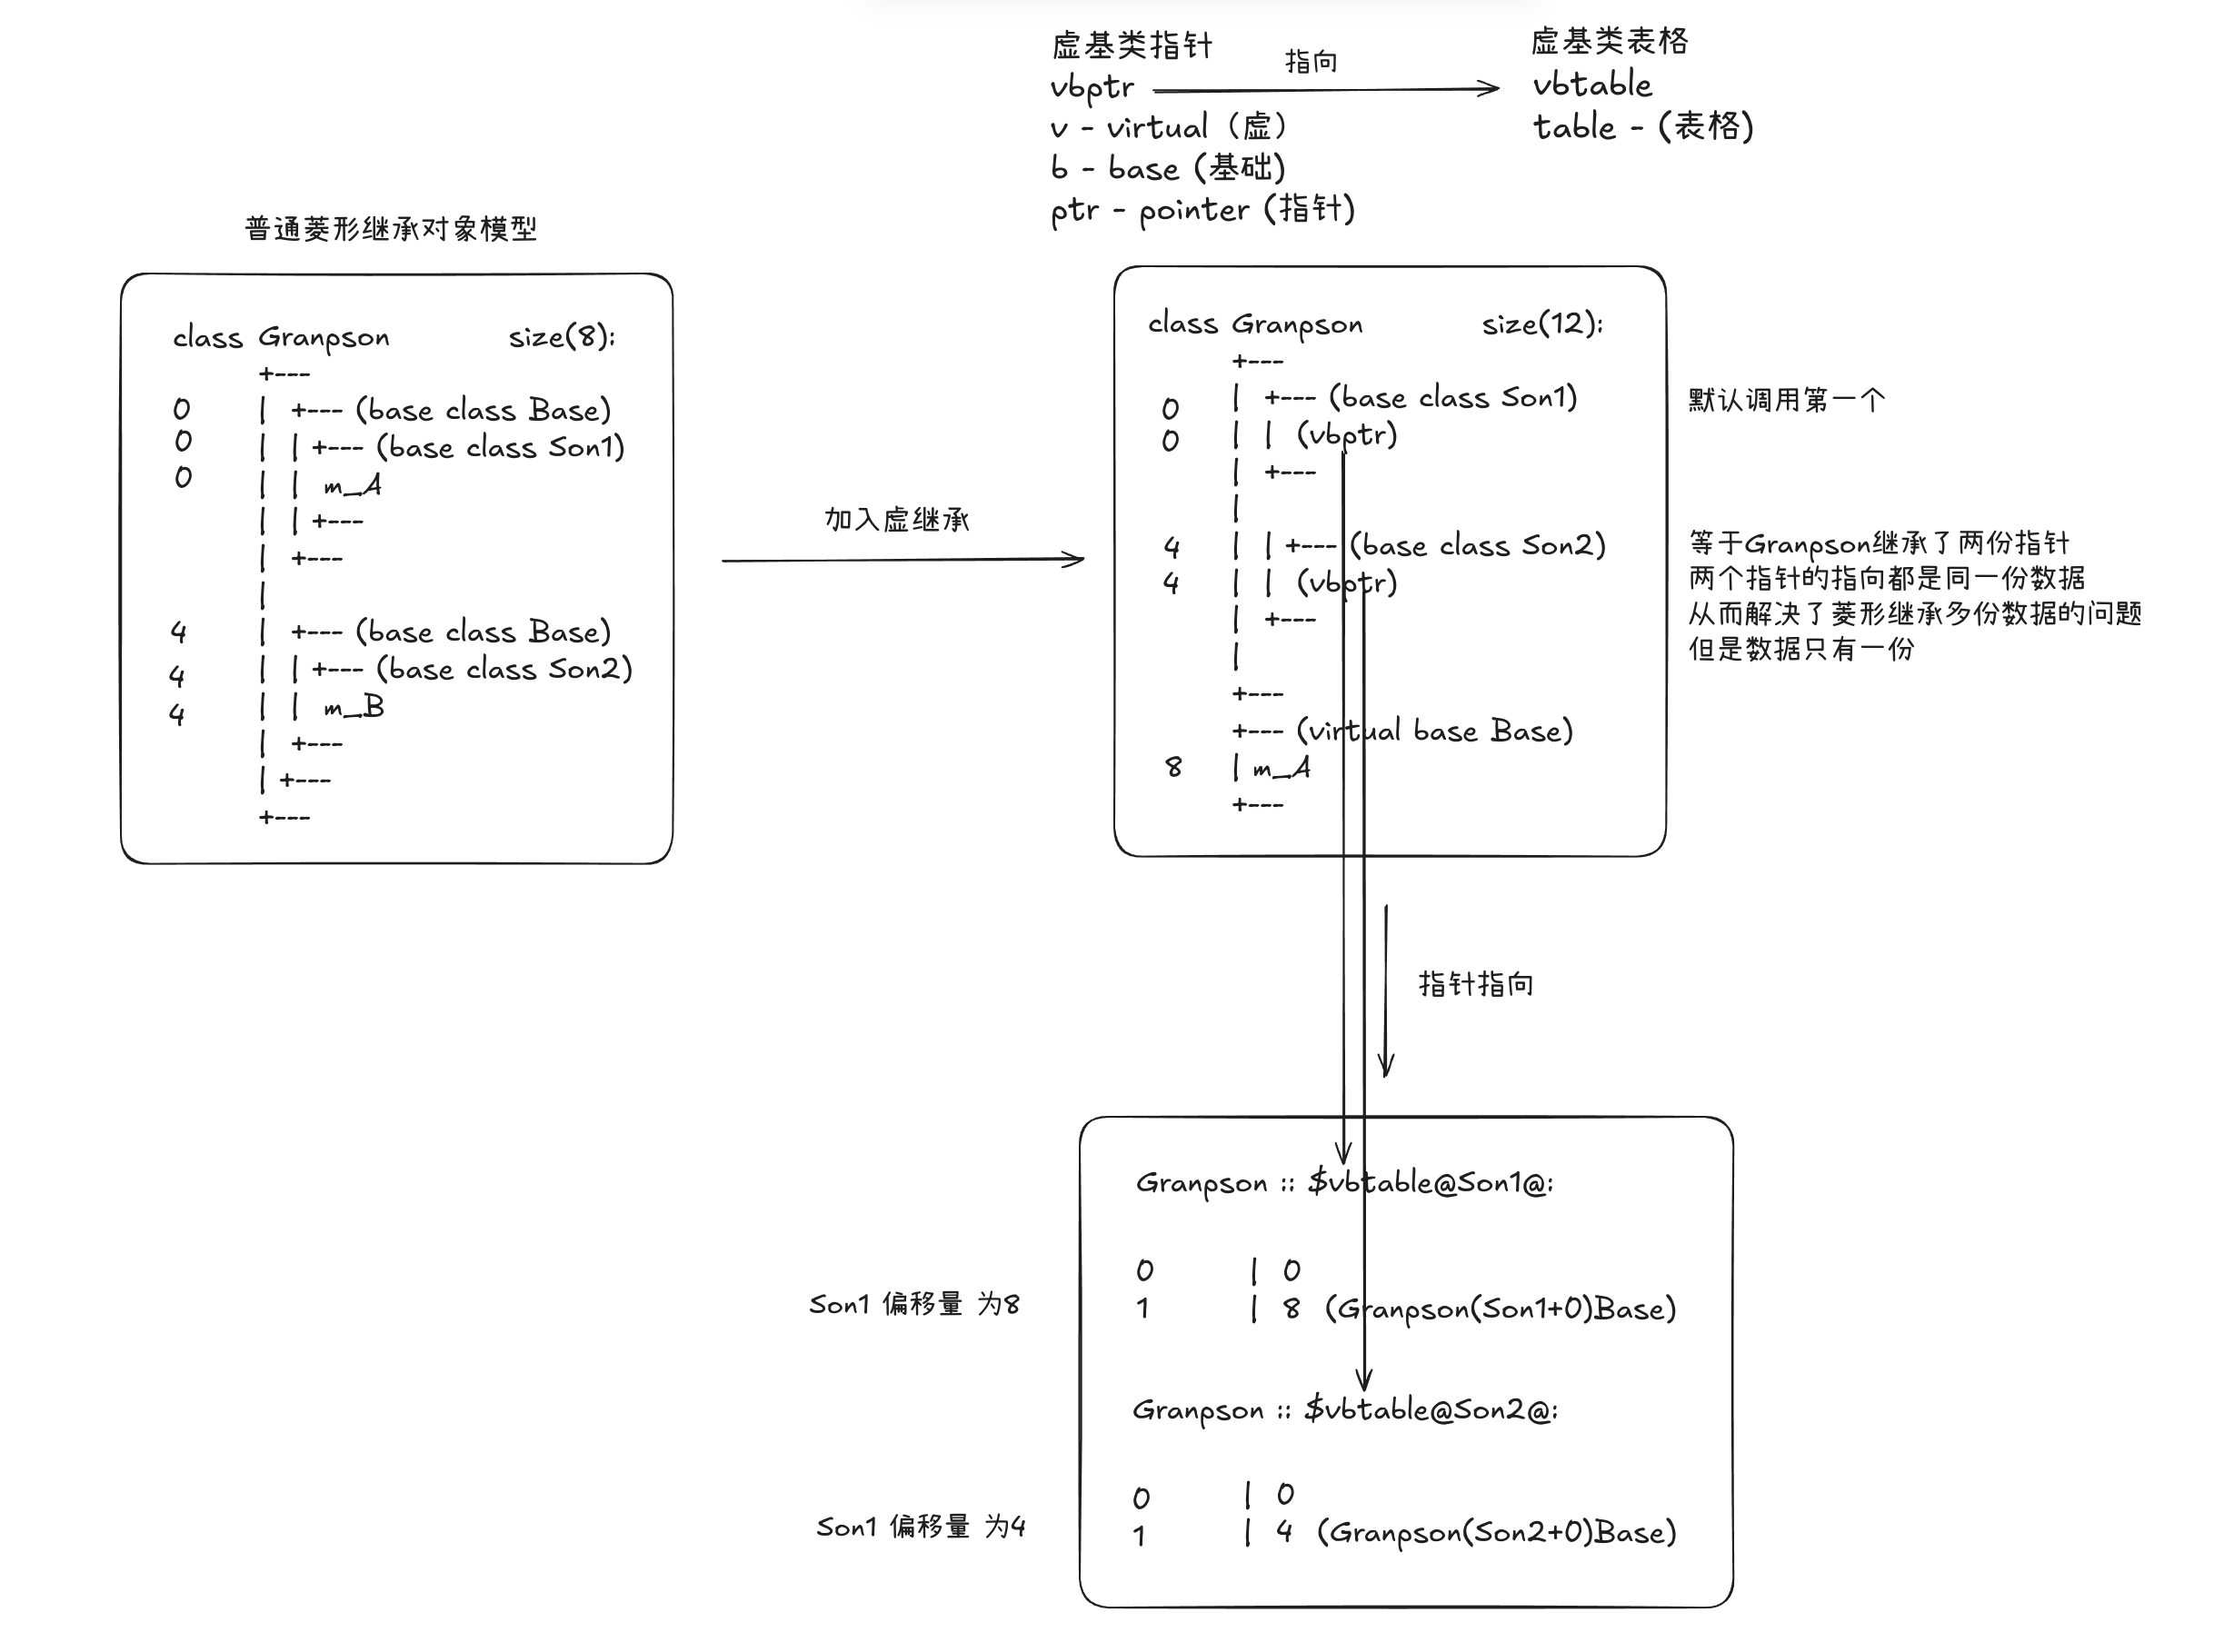 虚基类指针
vbptr
v - virtual（虚）
b - base (基础)
ptr - pointer (指针)
指向
虚基类表格
vbtable
table - (表格)
普通菱形继承对象模型
class Granpson size(8):
+---
0 | +--- (base class Base)
0 | | +--- (base class Son1)
0 | | m_A
| | +---
| +---
|
4 | +--- (base class Base)
4 | | +--- (base class Son2)
4 | | m_B
| +---
| +---
+---
加入虚继承
class Granpson size(12):
+---
0 | +--- (base class Son1)
0 | | (vbptr)
| +---
|
4 | | +--- (base class Son2)
4 | | (vbptr)
| +---
|
+---
+--- (virtual base Base)
8 | m_A
+---
默认调用第一个
等于Granpson继承了两份指针
两个指针的指向都是同一份数据
从而解决了菱形继承多份数据的问题
但是数据只有一份
指针指向
Granpson :: $vbtable@Son1@:
0 | 0
1 | 8 (Granpson(Son1+0)Base)
Son1 偏移量 为8
Granpson :: $vbtable@Son2@:
0 | 0
1 | 4 (Granpson(Son2+0)Base)
Son1 偏移量 为4